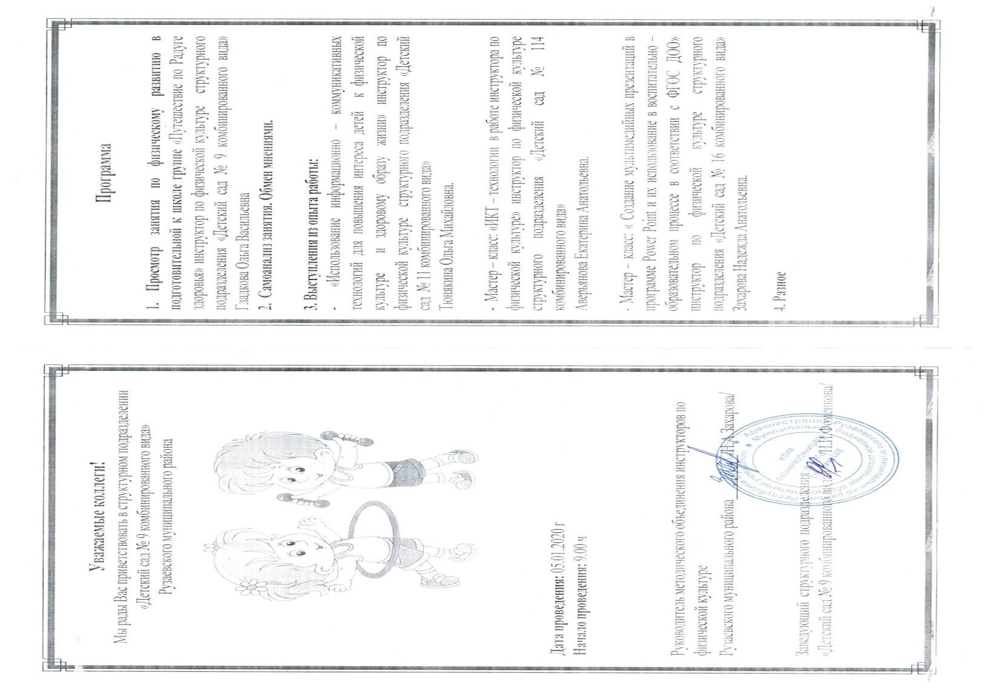 Уважаемые коллеги!
Мы рады Вас приветствовать в структурном подразделении
«Детский сад № 9 комбинированного вида»
Рузаевского муниципального района
Дата проведения: 05.01.2020 г
Начало проведения: 9.00 ч
Руководитель методического объединения инструкторов по
физической культуре
Рузаевского муниципального района /Н.А.Захарова/
Заведующий структурного подразделения
«Детский сад № 9 комбинированного вида» /Н.И.Фоменкова/
Программа
1. Просмотр занятия по физическому развитию в
подготовительной к школе группе «Путешествие по Радуге
здоровья» инструктор по физической культуре структурного
подразделения «Детский сад № 9 комбинированного вида»
Гладкова Ольга Васильевна
2. Самоанализ занятия. Обмен мнениями.
3. Выступления из опыта работы:
- «Использование информационно – коммуникативных
технологий для повышения интереса детей к физической
культуре и здоровому образу жизни» инструктор по
физической культуре структурного подразделения «Детский
сад № 11 комбинированного вида»
Тюнякина Ольга Михайловна.
- Мастер – класс: «ИКТ – технологии в работе инструктора по
физической культуре» инструктор по физической культуре
структурного подразделения «Детский сад № 114
комбинированного вида»
Аверьянова Екатерина Анатольевна.
- Мастер – класс: « Создание мультимедийных презентаций в
программе Power Point и их использование в воспитательно –
образовательном процессе в соответствии с ФГОС ДОО»
инструктор по физической культуре структурного
подразделения «Детский сад № 16 комбинированного вида»
Захарова Надежда Анатольевна.
4. Разное